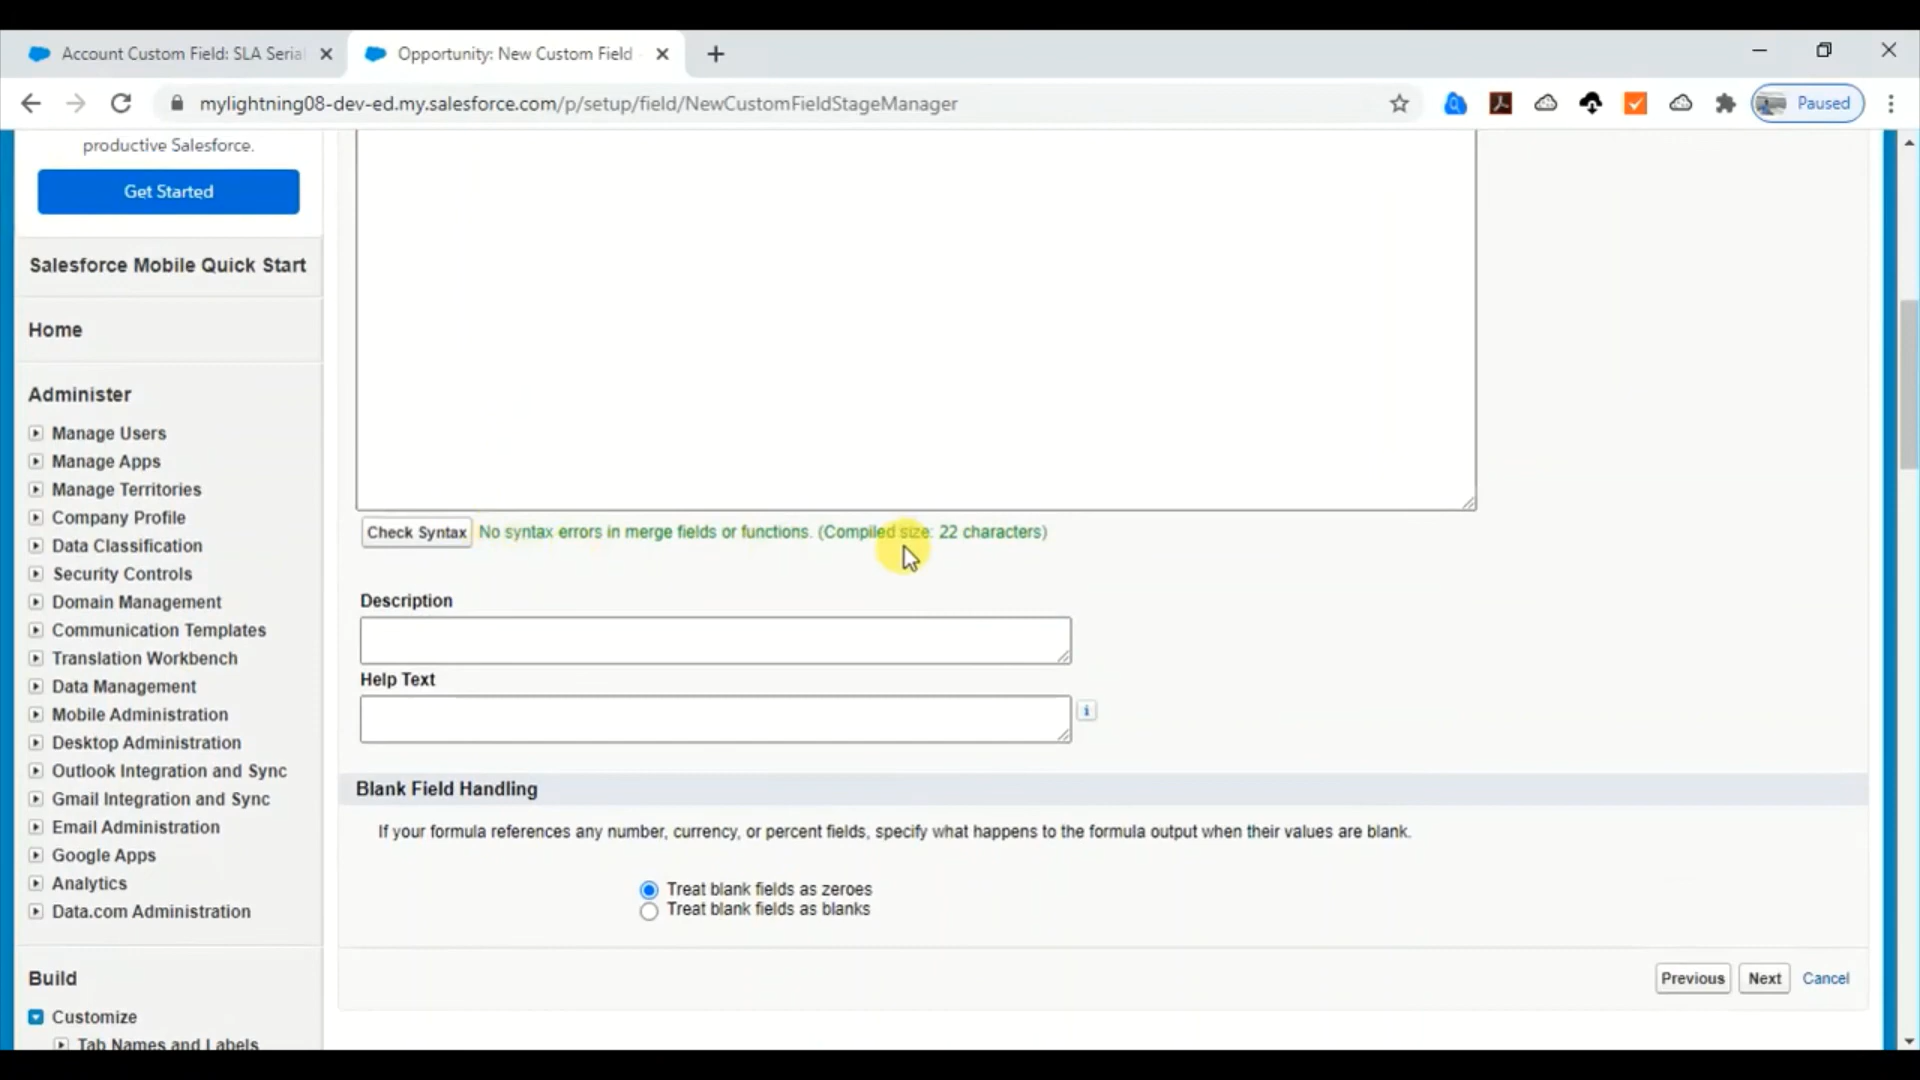 Account Custom Field: SLA Seria
Opportunity: New Custom Field
mylightning08-dev-ed.my.salesforce.com/p/setup/field/NewCustomFieldStageManager
Paused
productive Salesforce.
Get Started
Salesforce Mobile Quick Start
Home
Administer
Manage Users
Manage Apps
Manage Territories
Company Profile
Data Classification
Security Controls
Domain Management
Communication Templates
Translation Workbench
Data Management
Mobile Administration
Desktop Administration
Outlook Integration and Sync
Gmail Integration and Sync
Email Administration
Google Apps
Analytics
Data.com Administration
Build
Customize
Tab Names and Labels
Check Syntax No syntax errors in merge fields or functions. (Compiled size: 22 characters)
Description
Help Text
Blank Field Handling
If your formula references any number, currency, or percent fields, specify what happens to the formula output when their values are blank.
Treat blank fields as zeroes
Treat blank fields as blanks
Previous Next Cancel